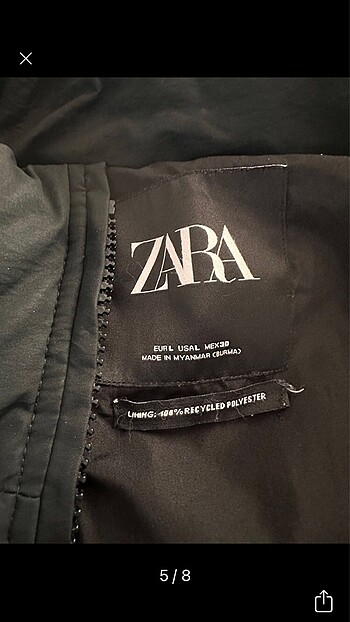 ZARA
EUR L USA L MEX 30
MADE IN MYANMAR (BURMA)
LINING: 100% RECYCLED POLYESTER
5/8